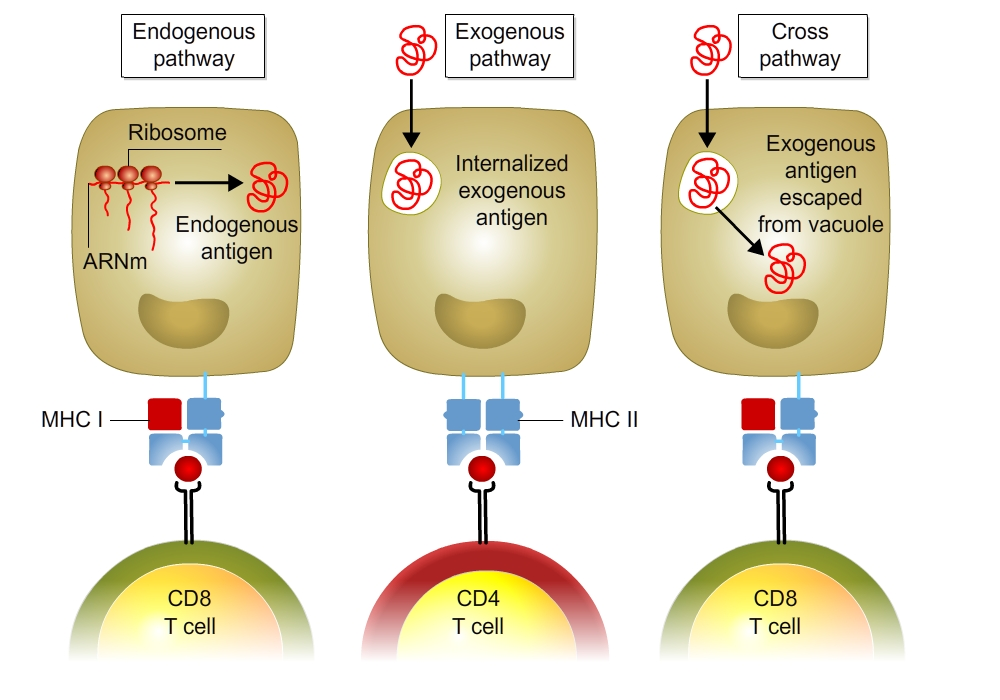 Endogenous
pathway
Exogenous
pathway
Cross
pathway
Ribosome
Endogenous
antigen
ARNm
Internalized
exogenous
antigen
Exogenous
antigen
escaped
from vacuole
MHC I
MHC II
CD8
T cell
CD4
T cell
CD8
T cell